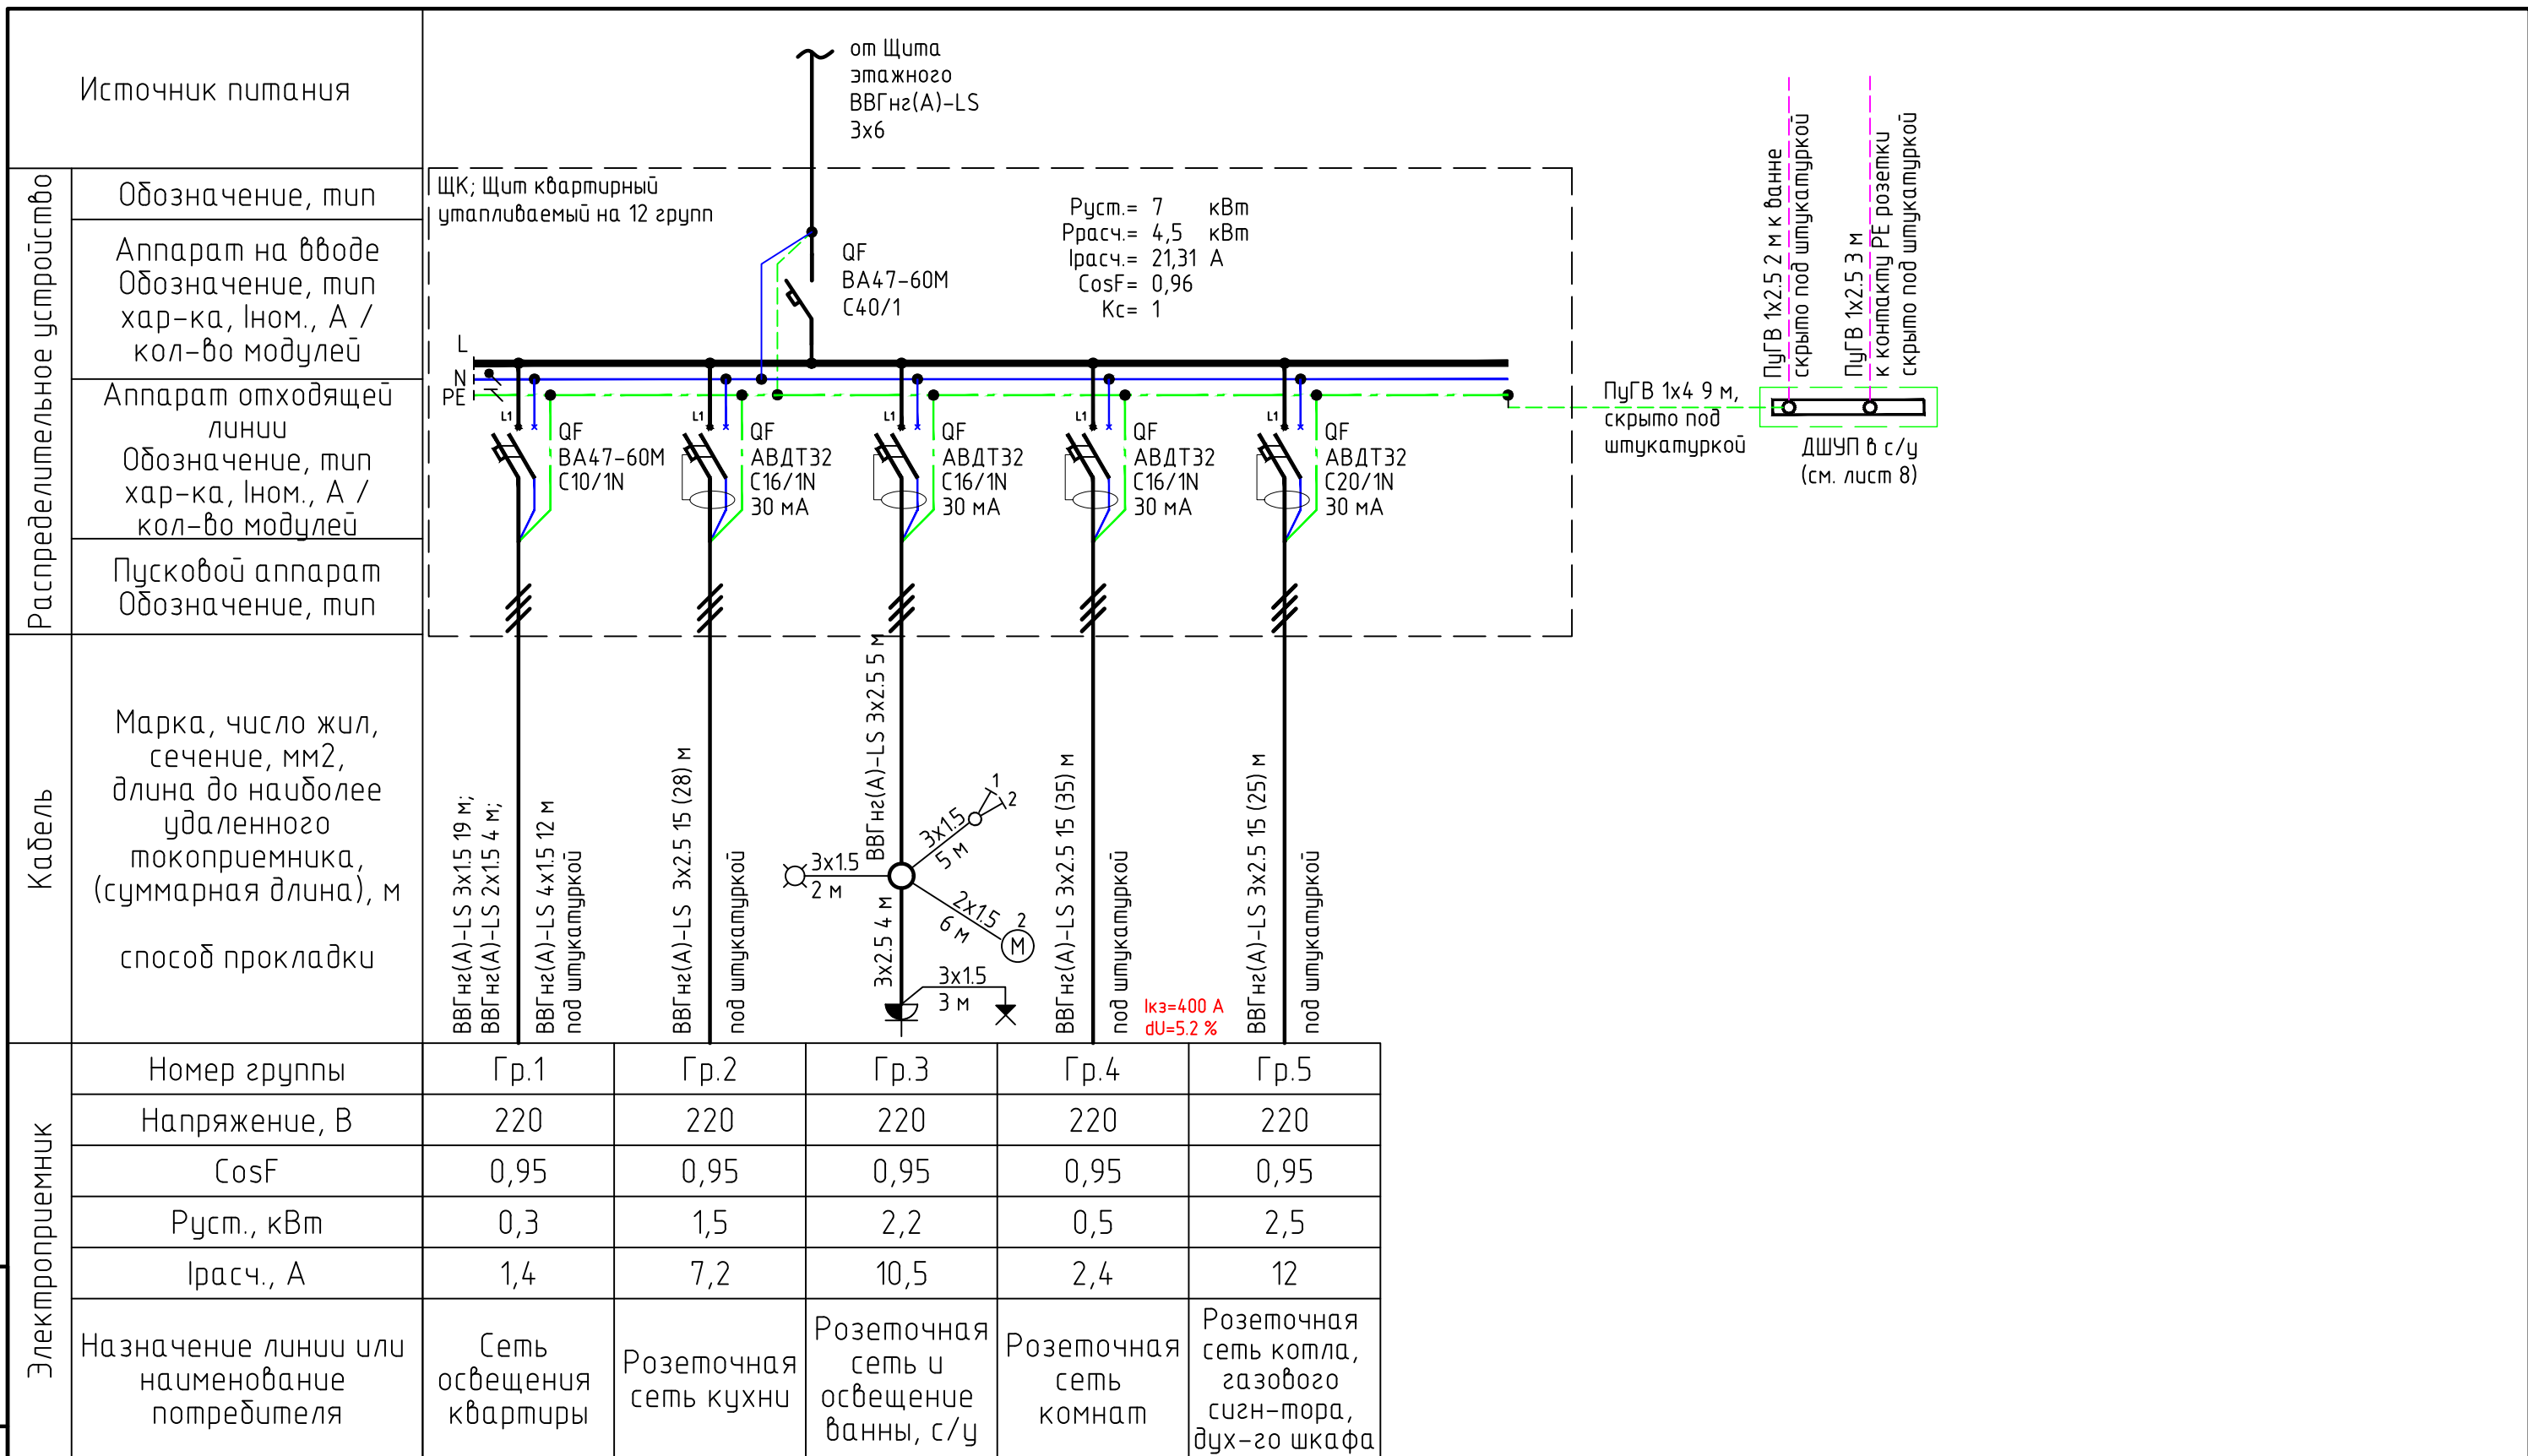 Источник питания
от Щита
этажного
ВВГнг(А)-LS
3х6
Распределительное устройство
Обозначение, тип
Аппарат на вводе
Обозначение, тип
хар-ка, Iном., А /
кол-во модулей
Аппарат отходящей
линии
Обозначение, тип
хар-ка, Iном., А /
кол-во модулей
Пусковой аппарат
Обозначение, тип
ЩК; Щит квартирный
утапливаемый на 12 групп
QF
ВА47-60М
С40/1
Руст.= 7 кВт
Ррасч.= 4,5 кВт
Iрасч.= 21,31 А
CosF= 0,96
Кс= 1
L
N
PE
L1
QF
ВА47-60М
С10/1N
L1
QF
АВДТ32
С16/1N
30 мА
L1
QF
АВДТ32
С16/1N
30 мА
L1
QF
АВДТ32
С16/1N
30 мА
L1
QF
АВДТ32
С20/1N
30 мА
ПуГВ 1х4 9 м,
скрыто под
штукатуркой
ПуГВ 1х2.5 2 м к ванне
скрыто под штукатуркой
ПуГВ 1х2.5 3 м
к контакту РЕ розетки
скрыто под штукатуркой
ДШУП в с/у
(см. лист 8)
Кабель
Марка, число жил,
сечение, мм2,
длина до наиболее
удаленного
токоприемника,
(суммарная длина), м
способ прокладки
ВВГнг(А)-LS 3х1.5 19 м;
ВВГнг(А)-LS 2х1.5 4 м;
ВВГнг(А)-LS 4х1.5 12 м
под штукатуркой
ВВГнг(А)-LS 3х2.5 15 (28) м
под штукатуркой
ВВГнг(А)-LS 3х2.5 5 м
3х1.5
2 м
3х1.5
5 м
1
2
2х1.5
6 м
2
М
3х2.5 4 м
3х1.5
3 м
ВВГнг(А)-LS 3х2.5 15 (35) м
под штукатуркой
Iкз=400 А
dU=5.2 %
ВВГнг(А)-LS 3х2.5 15 (25) м
под штукатуркой
Электроприемник
Номер группы Гр.1 Гр.2 Гр.3 Гр.4 Гр.5
Напряжение, В 220 220 220 220 220
CosF 0,95 0,95 0,95 0,95 0,95
Руст., кВт 0,3 1,5 2,2 0,5 2,5
Iрасч., А 1,4 7,2 10,5 2,4 12
Назначение линии или
наименование
потребителя
Сеть
освещения
квартиры
Розеточная
сеть кухни
Розеточная
сеть и
освещение
ванны, с/у
Розеточная
сеть
комнат
Розеточная
сеть котла,
газового
сигн-тора,
дух-го шкафа